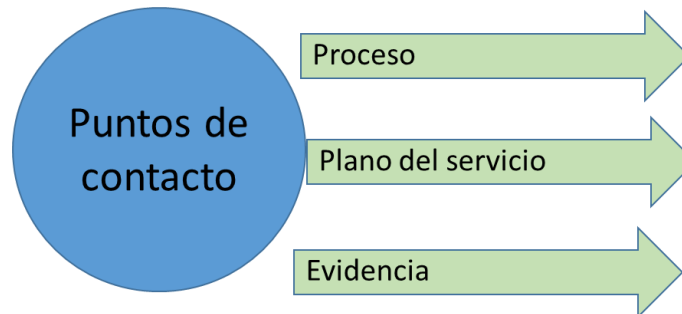 Puntos de
contacto
Proceso
Plano del servicio
Evidencia